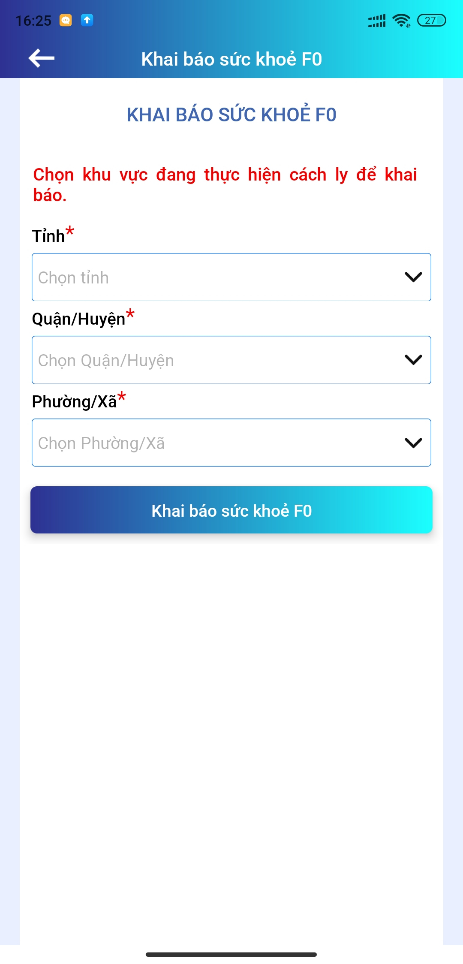 16:25
27
Khai báo sức khoẻ F0
KHAI BÁO SỨC KHOẺ F0
Chọn khu vực đang thực hiện cách ly để khai
báo.
Tỉnh*
Chọn tỉnh
Quận/Huyện*
Chọn Quận/Huyện
Phường/Xã*
Chọn Phường/Xã
Khai báo sức khoẻ F0